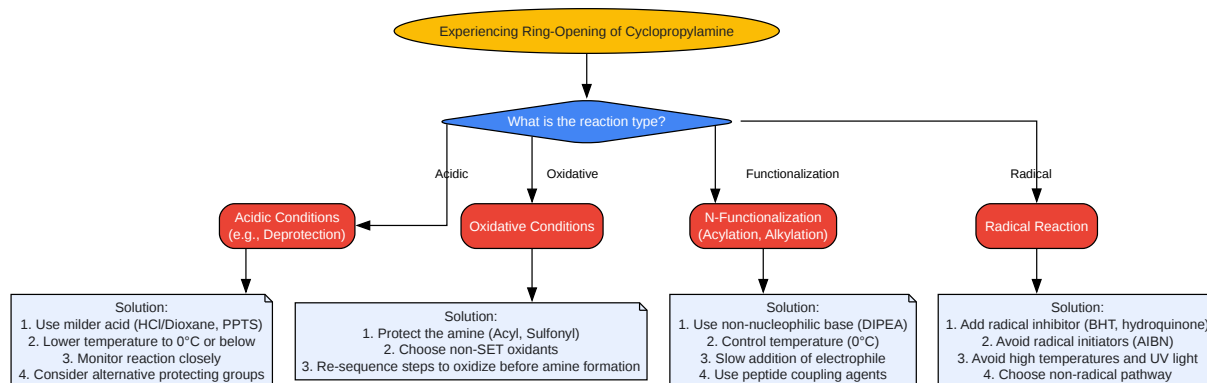 Experiencing Ring-Opening of Cyclopropylamine
What is the reaction type?
Acidic
Oxidative
Functionalization
Radical
Acidic Conditions
(e.g., Deprotection)
Oxidative Conditions
N-Functionalization
(Acylation, Alkylation)
Radical Reaction
Solution:
1. Use milder acid (HCl/Dioxane, PPTS)
2. Lower temperature to 0°C or below
3. Monitor reaction closely
4. Consider alternative protecting groups
Solution:
1. Protect the amine (Acyl, Sulfonyl)
2. Choose non-SET oxidants
3. Re-sequence steps to oxidize before amine formation
Solution:
1. Use non-nucleophilic base (DIPEA)
2. Control temperature (0°C)
3. Slow addition of electrophile
4. Use peptide coupling agents
Solution:
1. Add radical inhibitor (BHT, hydroquinone)
2. Avoid radical initiators (AIBN)
3. Avoid high temperatures and UV light
4. Choose non-radical pathway